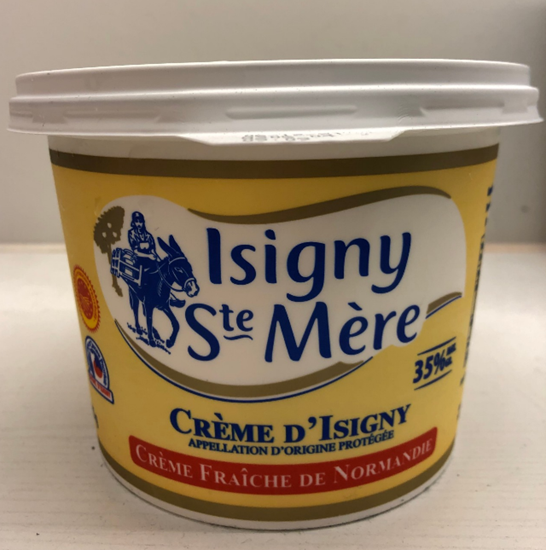 Isigny
Ste Mère
35%
CRÈME D'ISIGNY
APPELLATION D'ORIGINE PROTÉGÉE
CRÈME FRAÎCHE DE NORMANDIE